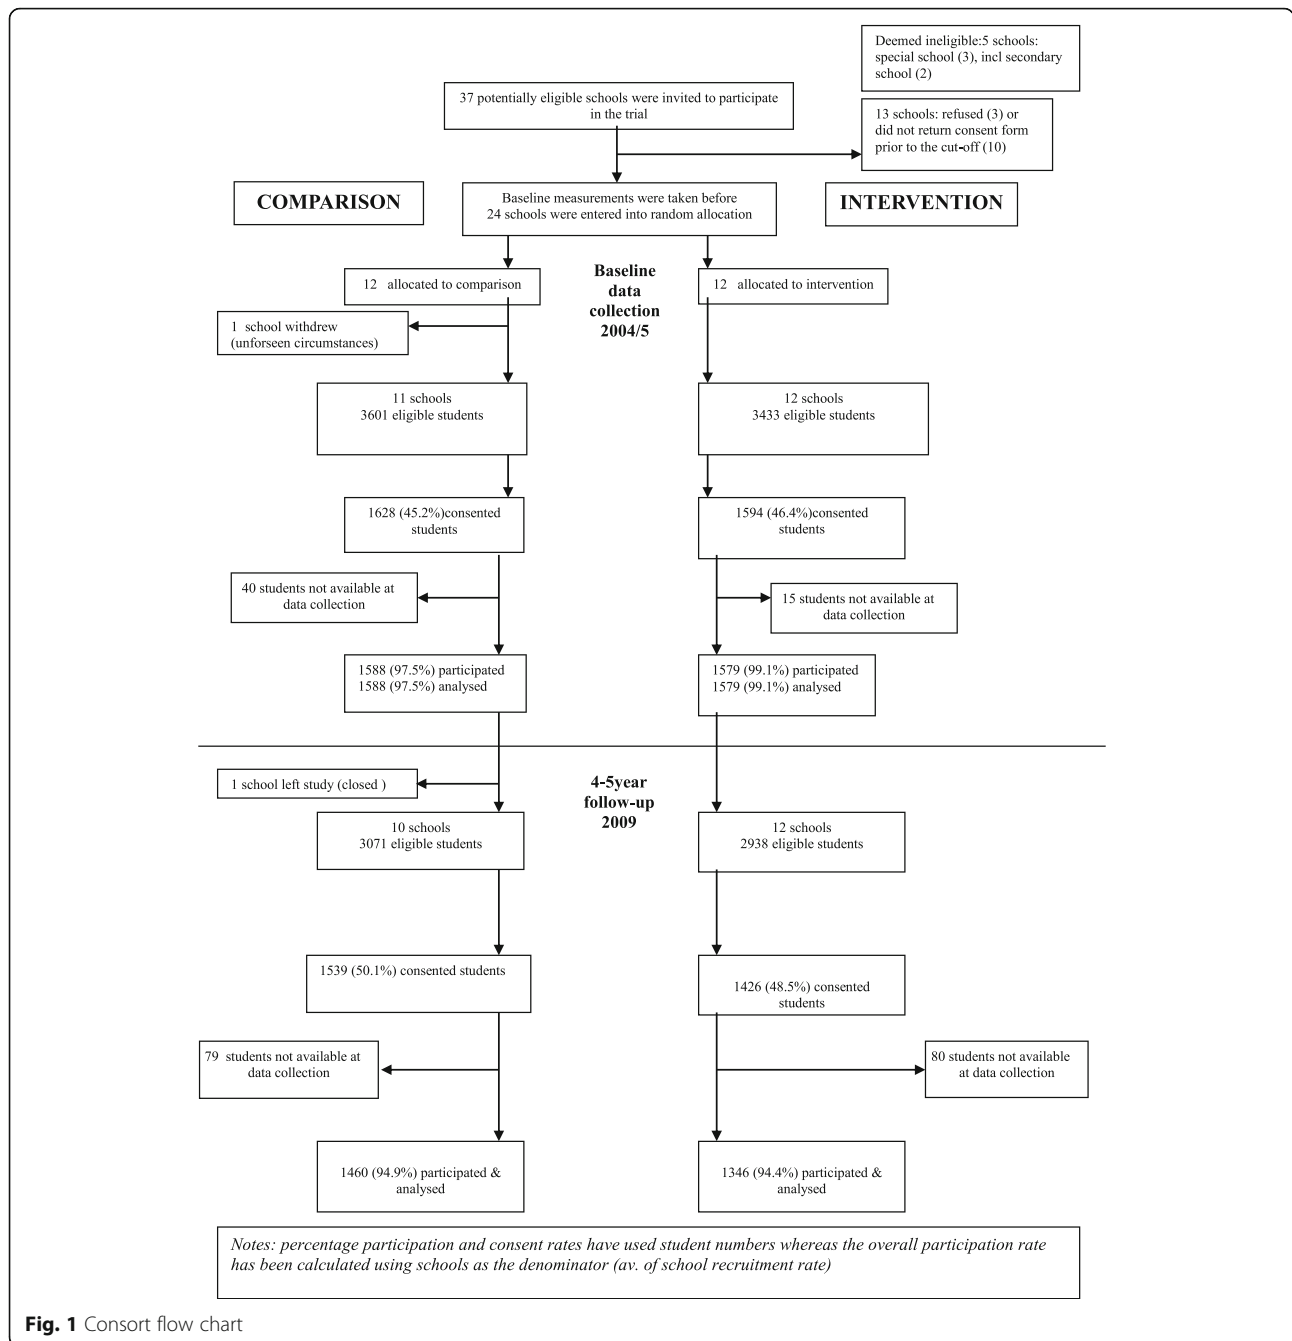 Deemed ineligible:5 schools:
special school (3), incl secondary
school (2)
37 potentially eligible schools were invited to participate
in the trial
13 schools: refused (3) or
did not return consent form
prior to the cut-off (10)
COMPARISON
Baseline measurements were taken before
24 schools were entered into random allocation
INTERVENTION
Baseline
data
collection
2004/5
12 allocated to comparison
12 allocated to intervention
1 school withdrew
(unforseen circumstances)
11 schools
3601 eligible students
12 schools
3433 eligible students
1628 (45.2%)consented
students
1594 (46.4%)consented
students
40 students not available at
data collection
15 students not available at
data collection
1588 (97.5%) participated
1588 (97.5%) analysed
1579 (99.1%) participated
1579 (99.1%) analysed
1 school left study (closed )
4-5year
follow-up
2009
10 schools
3071 eligible students
12 schools
2938 eligible students
1539 (50.1%) consented students
1426 (48.5%) consented
students
79 students not available at
data collection
80 students not available
at data collection
1460 (94.9%) participated &
analysed
1346 (94.4%) participated &
analysed
Notes: percentage participation and consent rates have used student numbers whereas the overall participation rate
has been calculated using schools as the denominator (av. of school recruitment rate)
Fig. 1 Consort flow chart